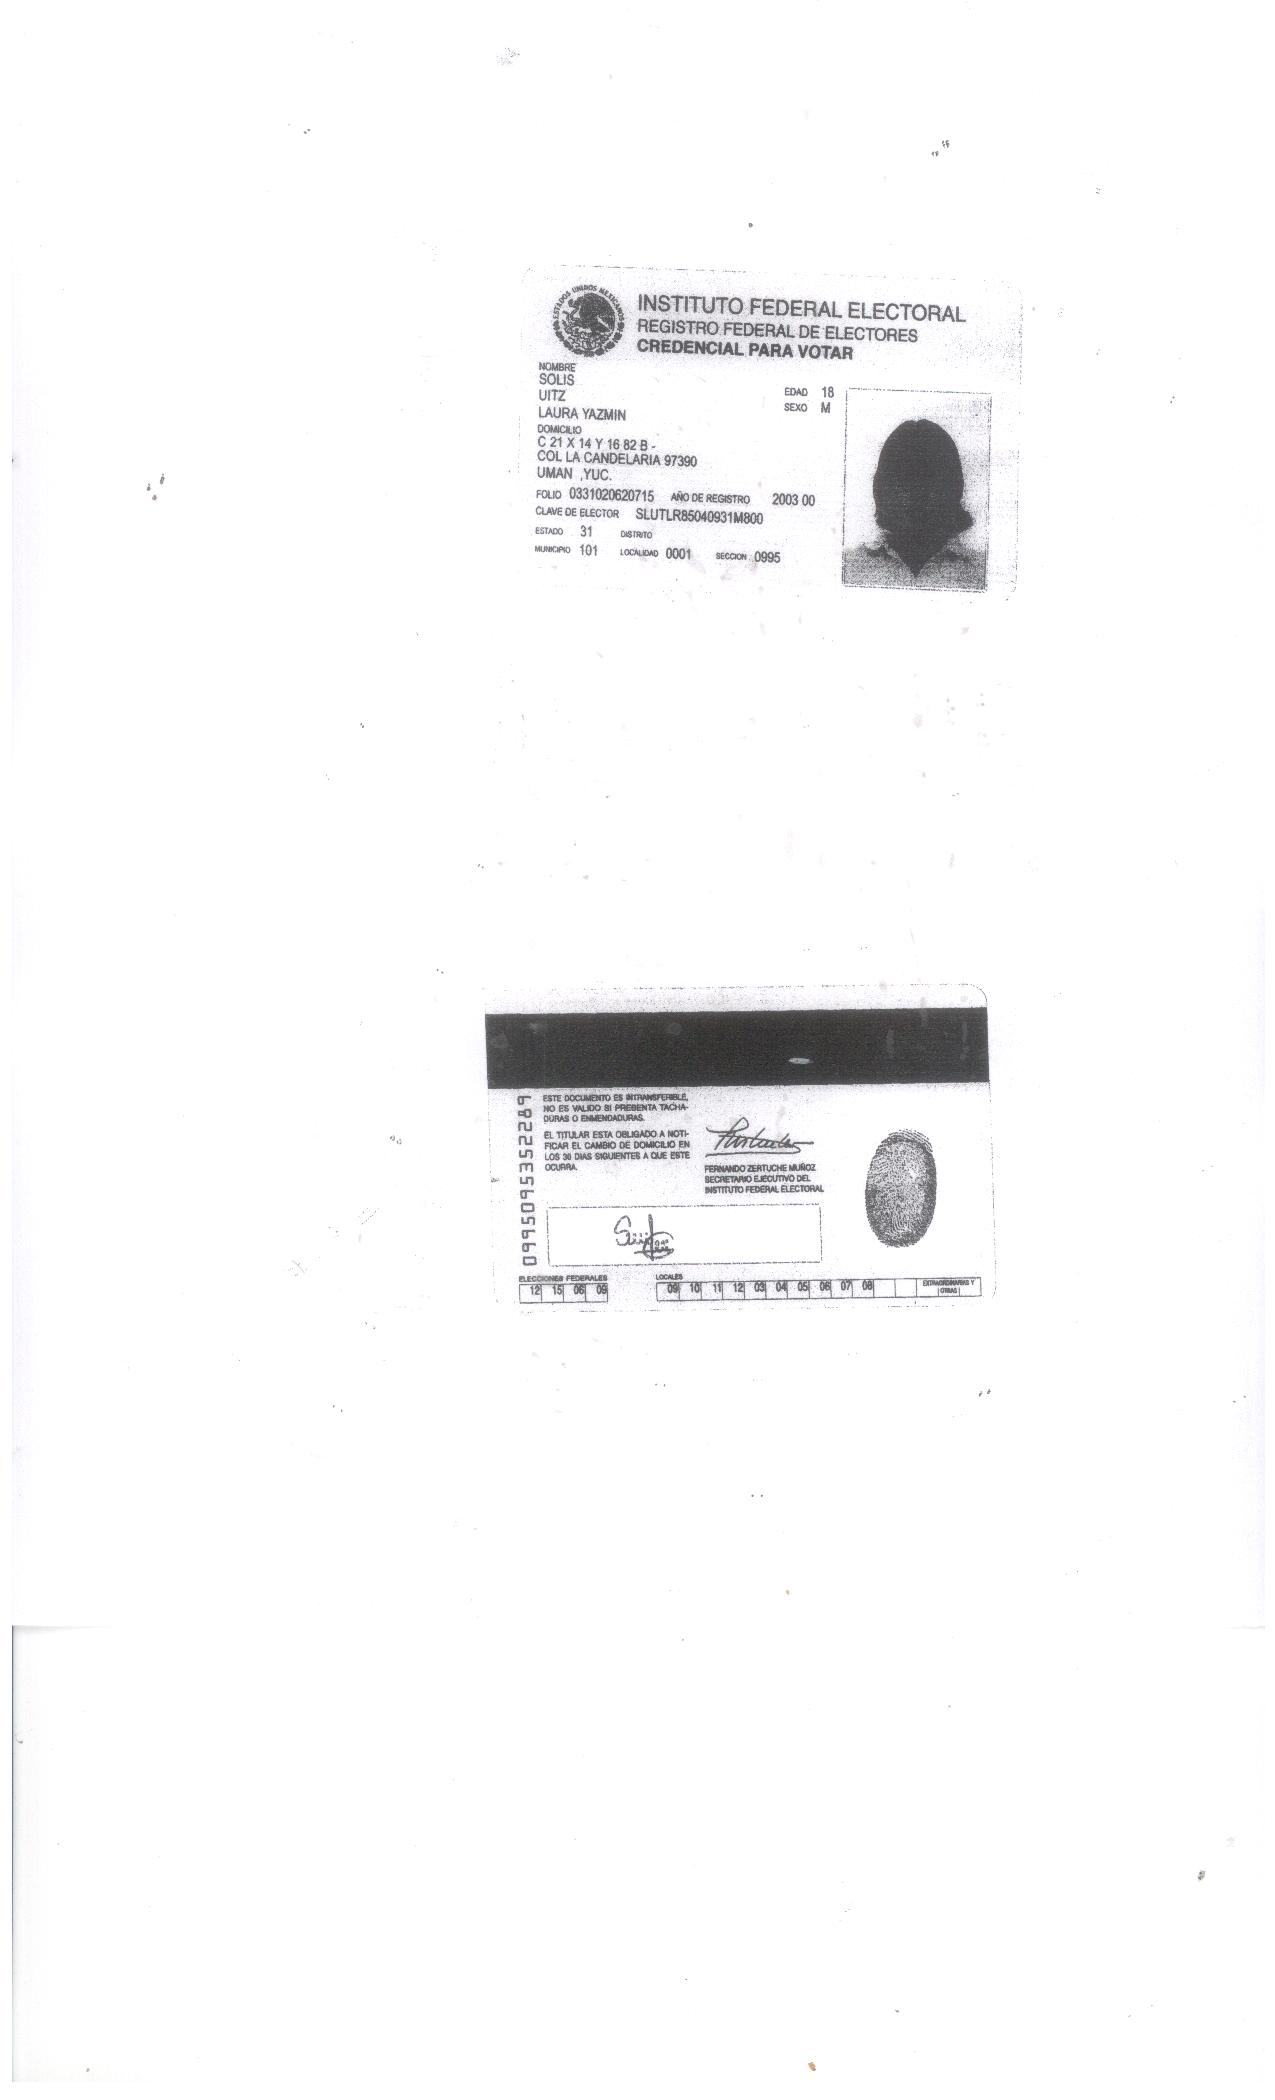 ESTADOS UNIDOS MEXICANOS
INSTITUTO FEDERAL ELECTORAL
REGISTRO FEDERAL DE ELECTORES
CREDENCIAL PARA VOTAR
NOMBRE
SOLIS
UITZ
LAURA YAZMIN
EDAD 18
SEXO M
DOMICILIO
C 21 X 14 Y 16 82 B -
COL LA CANDELARIA 97390
UMAN ,YUC.
FOLIO 0331020620715 AÑO DE REGISTRO 2003 00
CLAVE DE ELECTOR SLUTLR85040931M800
ESTADO 31 DISTRITO
MUNICIPIO 101 LOCALIDAD 0001 SECCION 0995
ESTE DOCUMENTO ES INTRANSFERIBLE,
NO ES VALIDO SI PRESENTA TACHA-
DURAS O ENMENDADURAS.
EL TITULAR ESTA OBLIGADO A NOTI-
FICAR EL CAMBIO DE DOMICILIO EN
LOS 30 DIAS SIGUIENTES A QUE ESTE
OCURRA.
FERNANDO ZERTUCHE MUÑOZ
SECRETARIO EJECUTIVO DEL
INSTITUTO FEDERAL ELECTORAL
0995095352289
ELECCIONES FEDERALES
12 15 06 09
LOCALES
09 10 11 12 03 04 05 06 07 08
EXTRAORDINARIAS Y
OTRAS